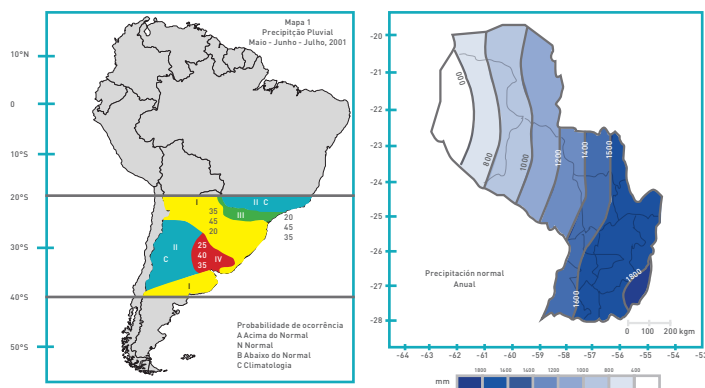 Mapa 1
Precipitção Pluvial
Maio - Junho - Julho, 2001
10°N
0
10°S
20°S
30°S
40°S
50°S
I
35
45
20
II C
III
20
45
35
II
C
25
40
35
IV
I
Probabilidade de ocorrência
A Acima do Normal
N Normal
B Abaixo do Normal
C Climatologia
-20
-21
-22
-23
-24
-25
-26
-27
-28
000
800
1000
1200
1400
1500
1600
1800
Precipitación normal
Anual
0 100 200 kgm
-64 -62 -61 -60 -59 -58 -57 -56 -55 -54 -53
mm 1800 1600 1400 1200 1000 800 400